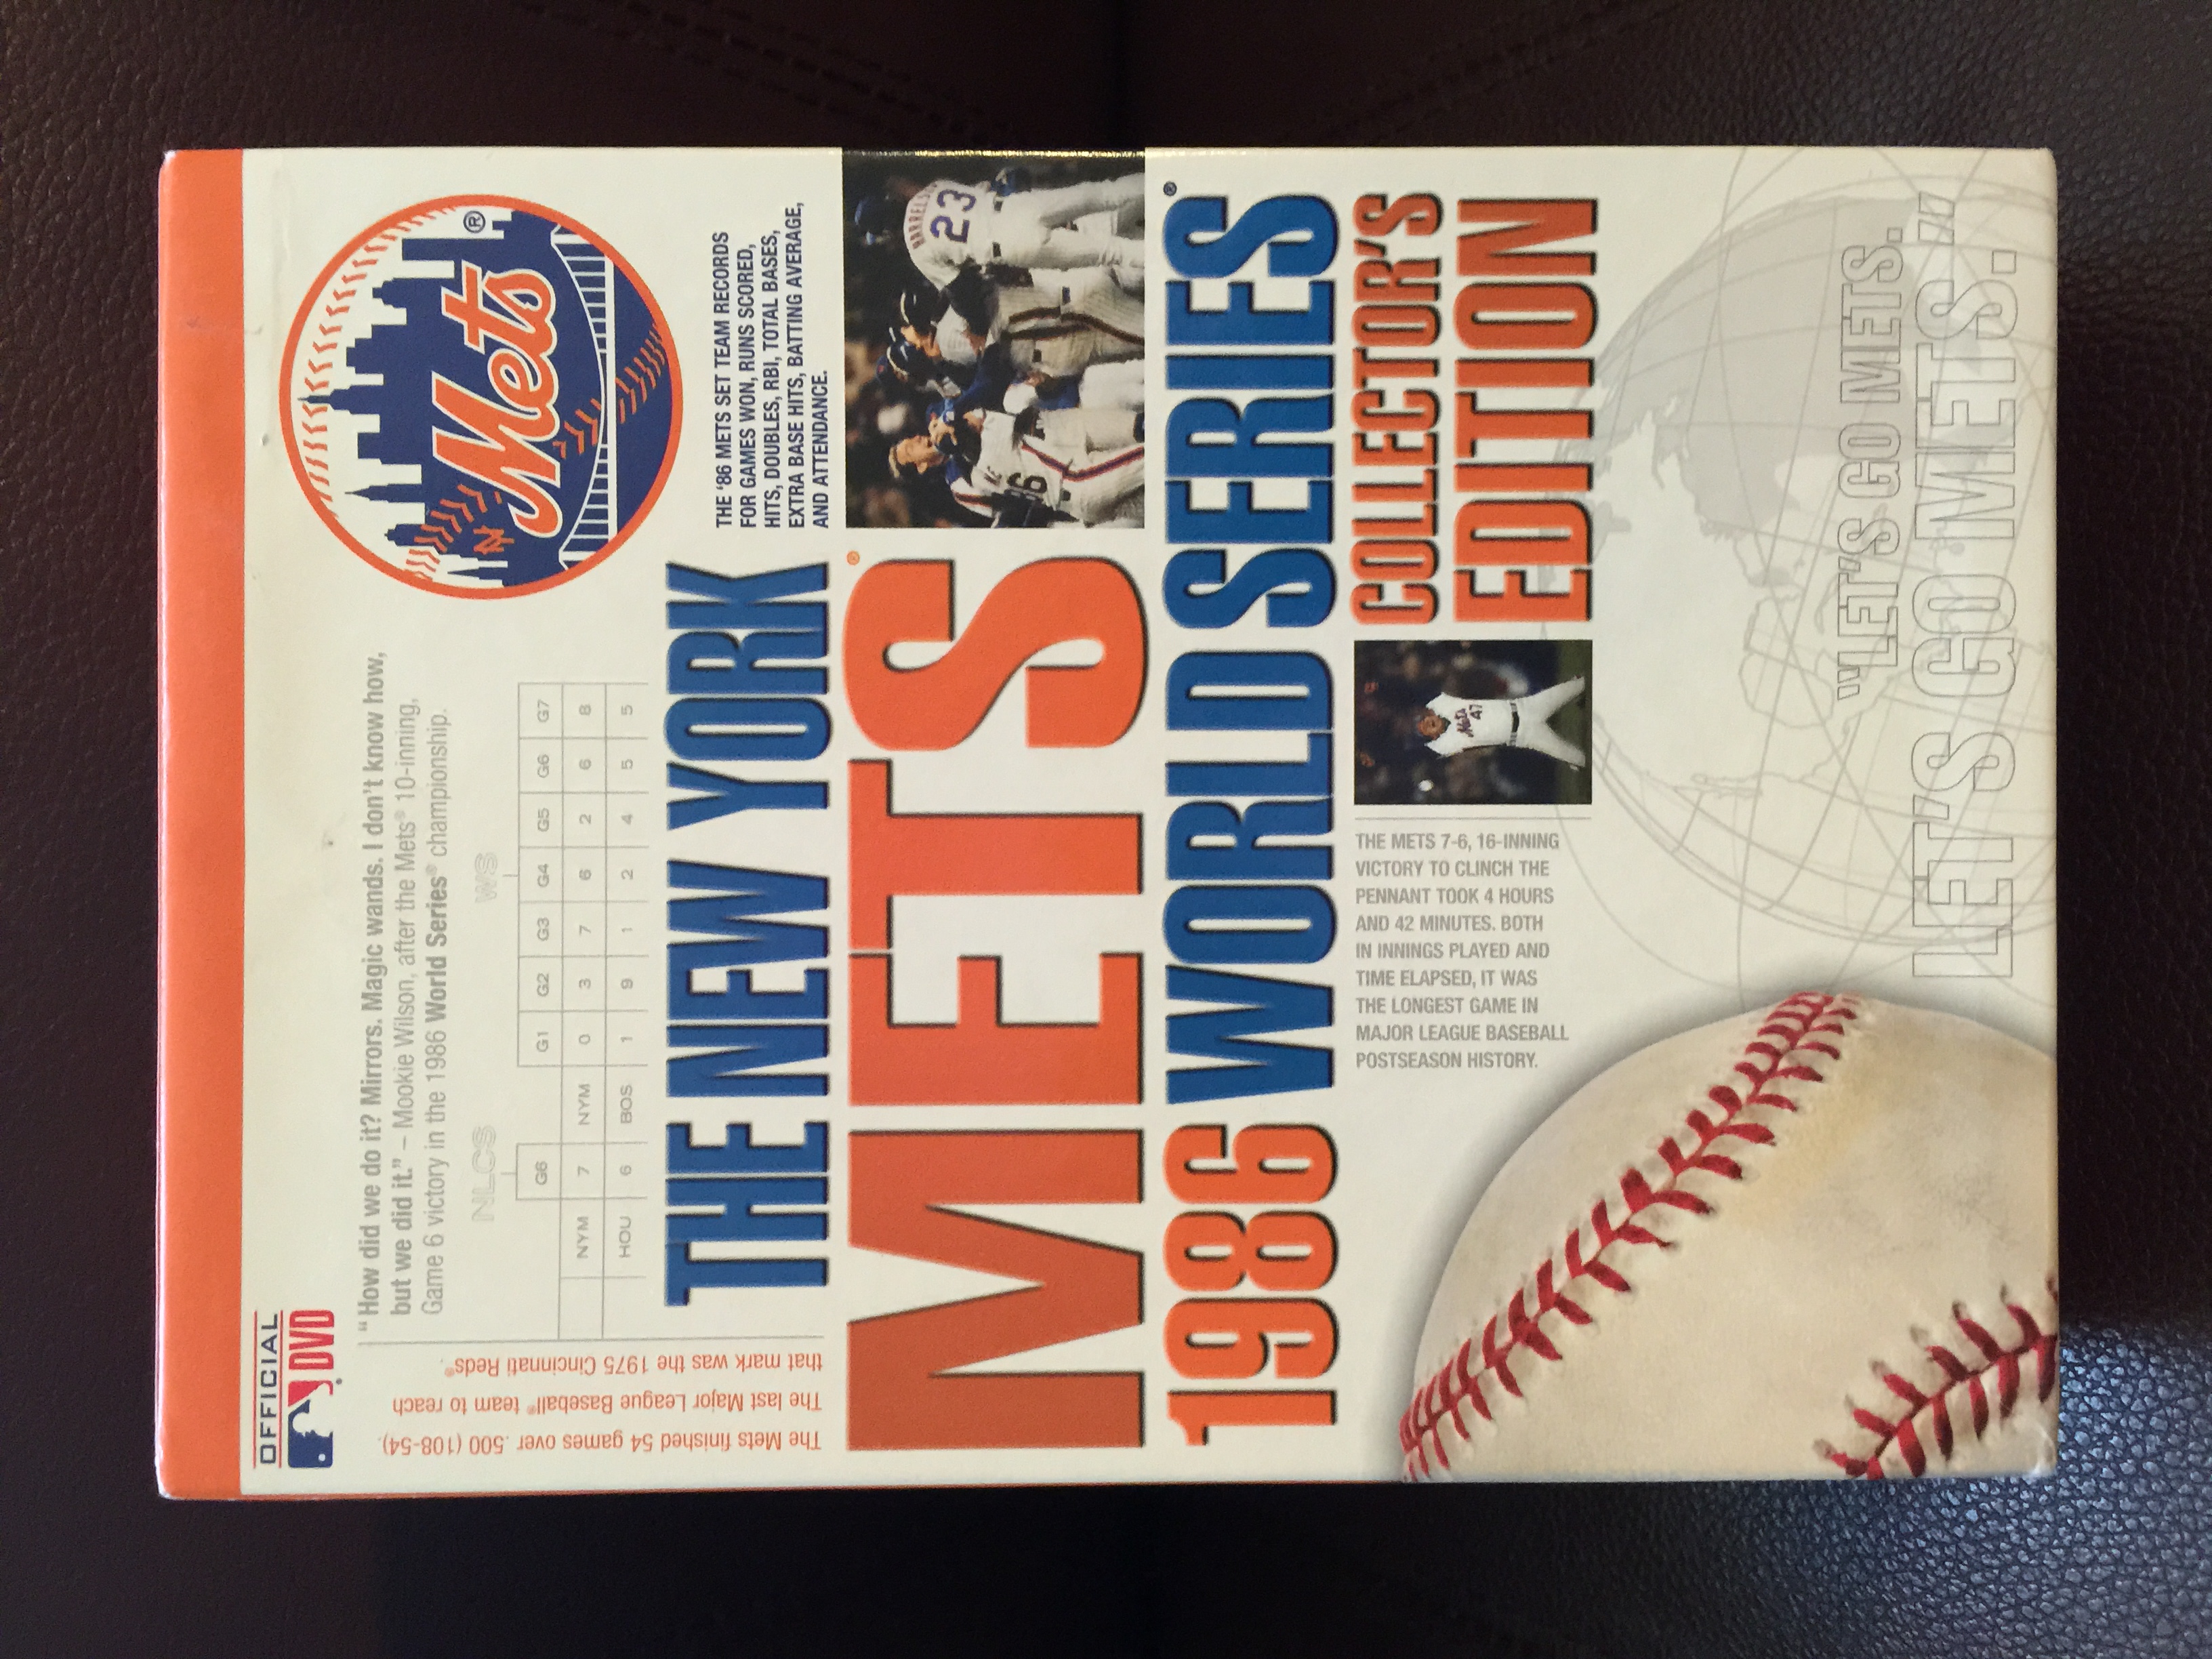 OFFICIAL
DVD
The Mets finished 54 games over .500 (108-54).
The last Major League Baseball® team to reach
that mark was the 1975 Cincinnati Reds®.
“How did we do it? Mirrors. Magic wands. I don’t know how,
but we did it.” – Mookie Wilson, after the Mets® 10-inning,
Game 6 victory in the 1986 World Series® championship.
NLCS WS
G6 G1 G2 G3 G4 G5 G6 G7
NYM 7 NYM 0 3 7 6 2 6 8
HOU 6 BOS 1 9 1 2 4 5 5
NY
Mets ®
THE NEW YORK
METS®
1986 WORLD SERIES®
COLLECTOR’S
EDITION
THE ‘86 METS SET TEAM RECORDS
FOR GAMES WON, RUNS SCORED,
HITS, DOUBLES, RBI, TOTAL BASES,
EXTRA BASE HITS, BATTING AVERAGE,
AND ATTENDANCE.
23
THE METS 7-6, 16-INNING
VICTORY TO CLINCH THE
PENNANT TOOK 4 HOURS
AND 42 MINUTES. BOTH
IN INNINGS PLAYED AND
TIME ELAPSED, IT WAS
THE LONGEST GAME IN
MAJOR LEAGUE BASEBALL
POSTSEASON HISTORY.
Mets
47
“LET’S GO METS.
LET’S GO METS.”